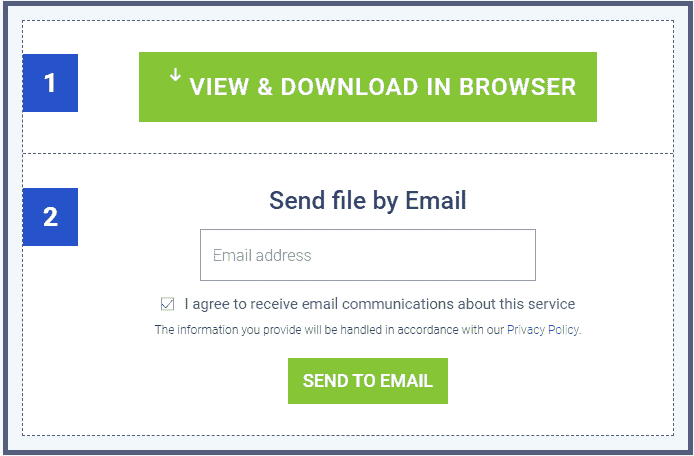 1
VIEW & DOWNLOAD IN BROWSER
2
Send file by Email
Email address
I agree to receive email communications about this service
The information you provide will be handled in accordance with our Privacy Policy.
SEND TO EMAIL